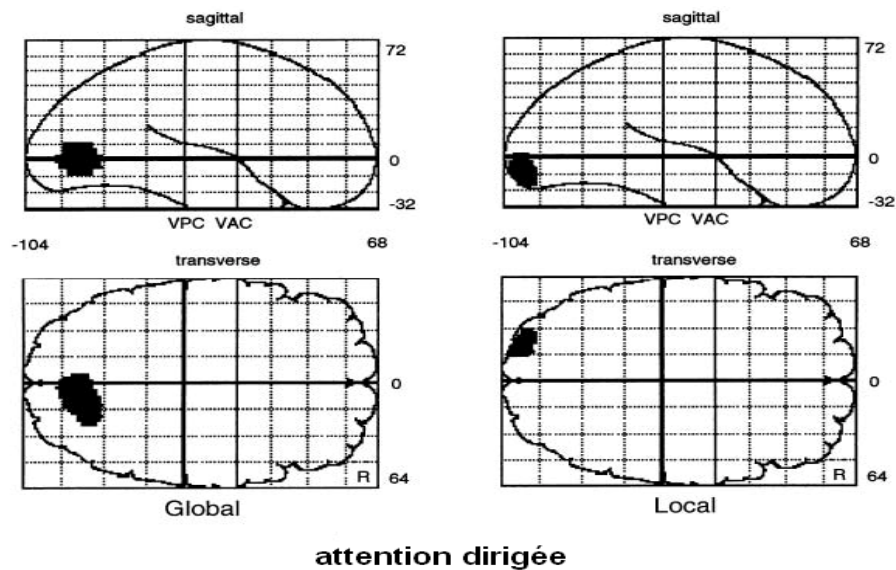 sagittal
72
0
-32
VPC VAC
-104
68
transverse
0
R
64
Global
sagittal
72
0
-32
VPC VAC
-104
68
transverse
0
R
64
Local
attention dirigée